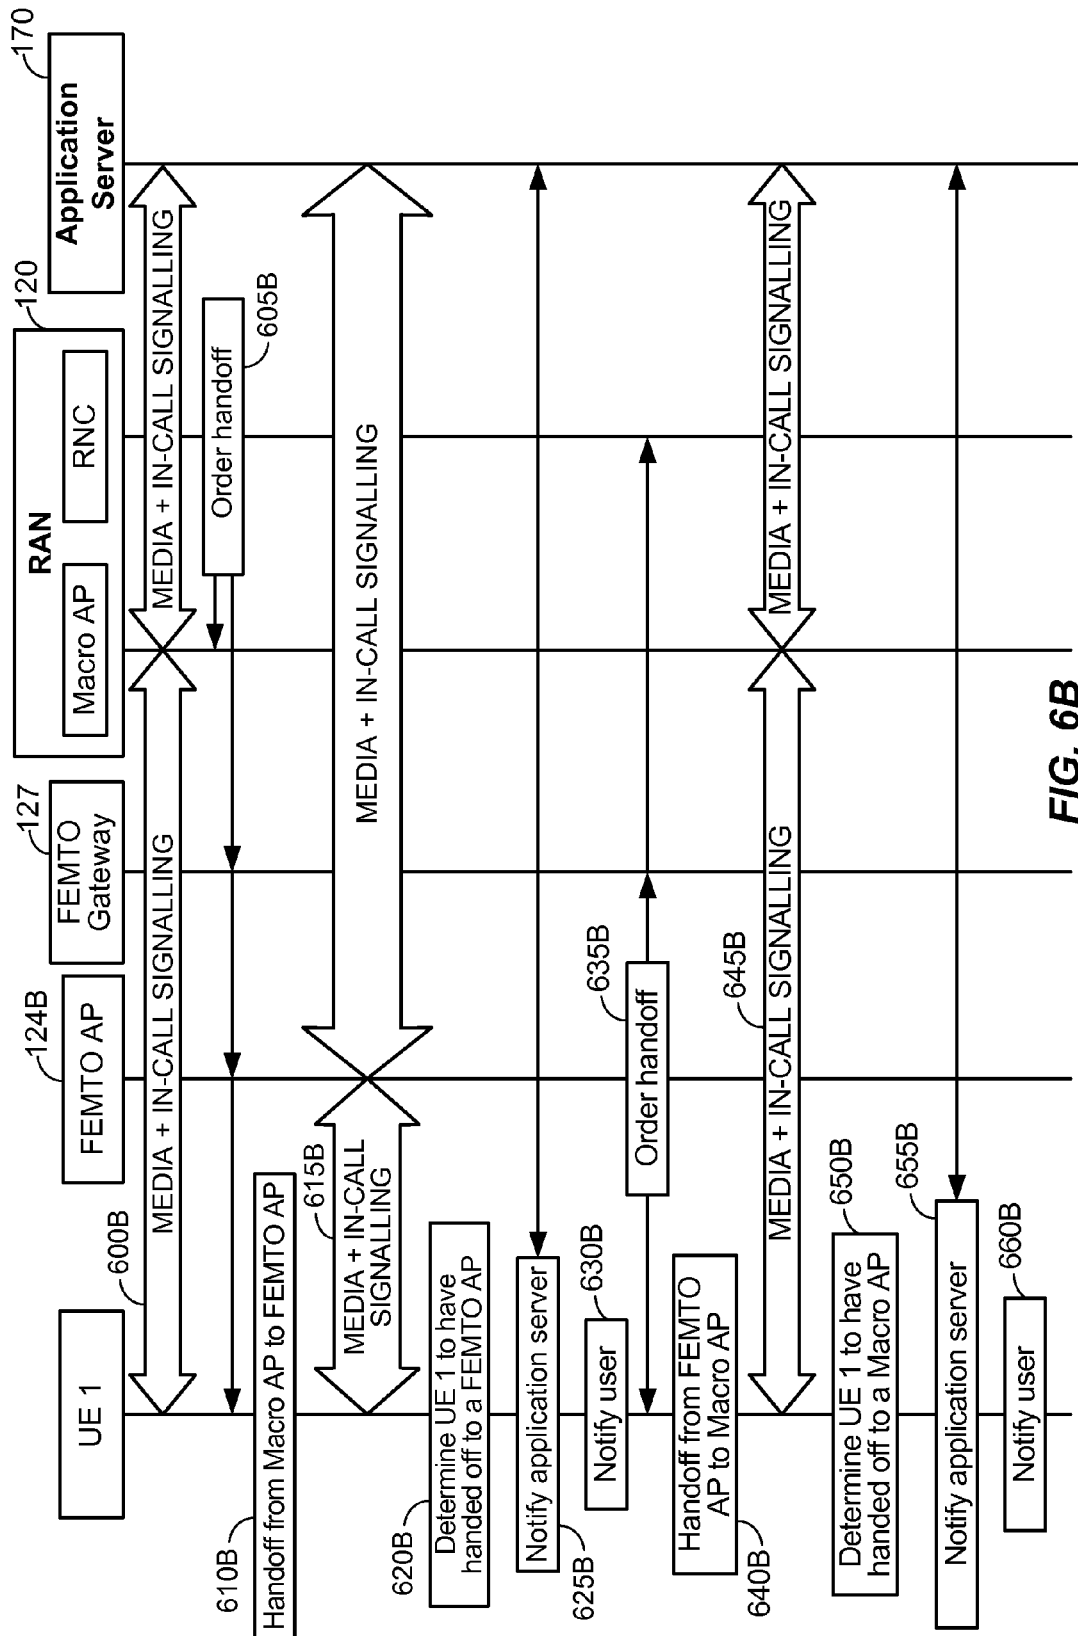 UE 1
124B
FEMTO AP
127
FEMTO
Gateway
120
RAN
Macro AP
RNC
170
Application
Server
600B
MEDIA + IN-CALL SIGNALLING
MEDIA + IN-CALL SIGNALLING
Order handoff
605B
610B
Handoff from Macro AP to FEMTO AP
615B
MEDIA + IN-CALL
SIGNALLING
MEDIA + IN-CALL SIGNALLING
620B
Determine UE 1 to have
handed off to a FEMTO AP
Notify application server
625B
Notify user
630B
Order handoff
635B
Handoff from FEMTO
AP to Macro AP
640B
MEDIA + IN-CALL SIGNALLING
645B
MEDIA + IN-CALL SIGNALLING
Determine UE 1 to have
handed off to a Macro AP
650B
Notify application server
655B
Notify user
660B
FIG. 6B